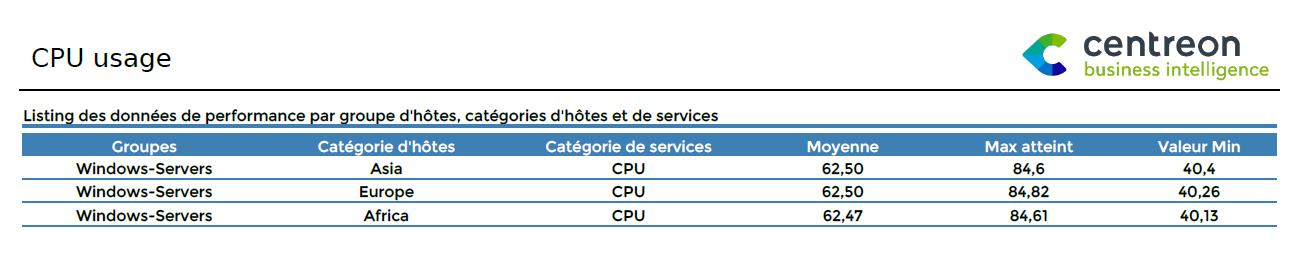 CPU usage
centreon
business intelligence
Listing des données de performance par groupe d'hôtes, catégories d'hôtes et de services
Groupes Catégorie d'hôtes Catégorie de services Moyenne Max atteint Valeur Min
Windows-Servers Asia CPU 62,50 84,6 40,4
Windows-Servers Europe CPU 62,50 84,82 40,26
Windows-Servers Africa CPU 62,47 84,61 40,13